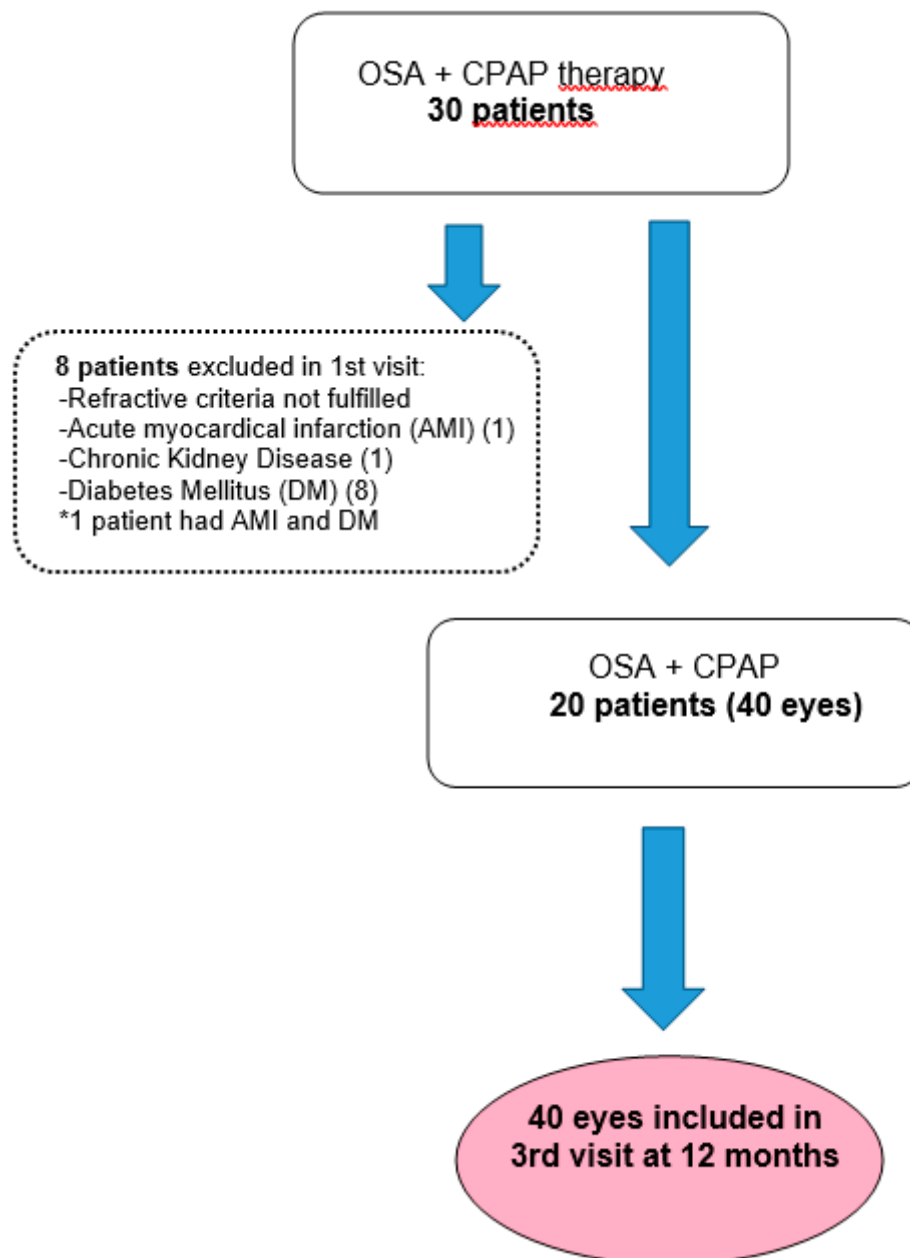 OSA + CPAP therapy
30 patients
8 patients excluded in 1st visit:
-Refractive criteria not fulfilled
-Acute myocardical infarction (AMI) (1)
-Chronic Kidney Disease (1)
-Diabetes Mellitus (DM) (8)
*1 patient had AMI and DM
OSA + CPAP
20 patients (40 eyes)
40 eyes included in
3rd visit at 12 months